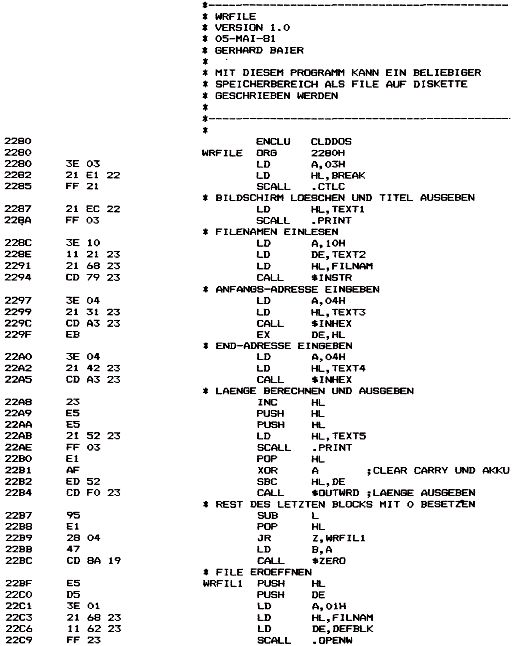 *------------------------------------------------
* WRFILE
* VERSION 1.0
* 05-MAI-81
* GERHARD BAIER
*
* MIT DIESEM PROGRAMM KANN EIN BELIEBIGER
* SPEICHERBEREICH ALS FILE AUF DISKETTE
* GESCHRIEBEN WERDEN
*
*------------------------------------------------
*
2280 ENCLU CLDDOS
2280 WRFILE ORG 2280H
2280 3E 03 LD A,03H
2282 21 E1 22 LD HL,BREAK
2285 FF 21 SCALL .CTLC
* BILDSCHIRM LOESCHEN UND TITEL AUSGEBEN
2287 21 EC 22 LD HL,TEXT1
228A FF 03 SCALL .PRINT
* FILENAMEN EINLESEN
228C 3E 10 LD A,10H
228E 11 21 23 LD DE,TEXT2
2291 21 68 23 LD HL,FILNAM
2294 CD 79 23 CALL $INSTR
* ANFANGS-ADRESSE EINGEBEN
2297 3E 04 LD A,04H
2299 21 31 23 LD HL,TEXT3
229C CD A3 23 CALL $INHEX
229F EB EX DE,HL
* END-ADRESSE EINGEBEN
22A0 3E 04 LD A,04H
22A2 21 42 23 LD HL,TEXT4
22A5 CD A3 23 CALL $INHEX
* LAENGE BERECHNEN UND AUSGEBEN
22A8 23 INC HL
22A9 E5 PUSH HL
22AA E5 PUSH HL
22AB 21 52 23 LD HL,TEXT5
22AE FF 03 SCALL .PRINT
22B0 E1 POP HL
22B1 AF XOR A ;CLEAR CARRY UND AKKU
22B2 ED 52 SBC HL,DE
22B4 CD F0 23 CALL $OUTWRD ;LAENGE AUSGEBEN
* REST DES LETZTEN BLOCKS MIT 0 BESETZEN
22B7 95 SUB L
22B8 E1 POP HL
22B9 28 04 JR Z,WRFIL1
22BB 47 LD B,A
22BC CD 8A 19 CALL $ZERO
* FILE EROEFFNEN
22BF E5 WRFIL1 PUSH HL
22C0 D5 PUSH DE
22C1 3E 01 LD A,01H
22C3 21 68 23 LD HL,FILNAM
22C6 11 62 23 LD DE,DEFBLK
22C9 FF 23 SCALL .OPENW